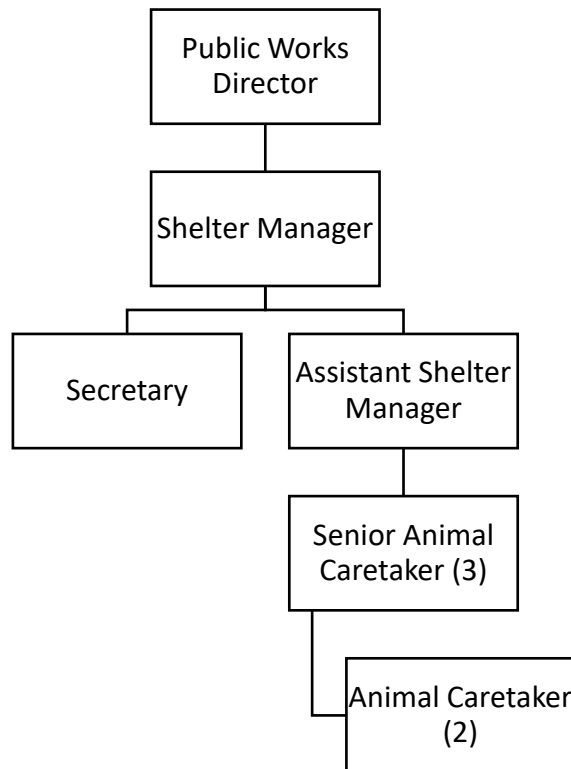 Public Works
Director
Shelter Manager
Secretary
Assistant Shelter
Manager
Senior Animal
Caretaker (3)
Animal Caretaker
(2)